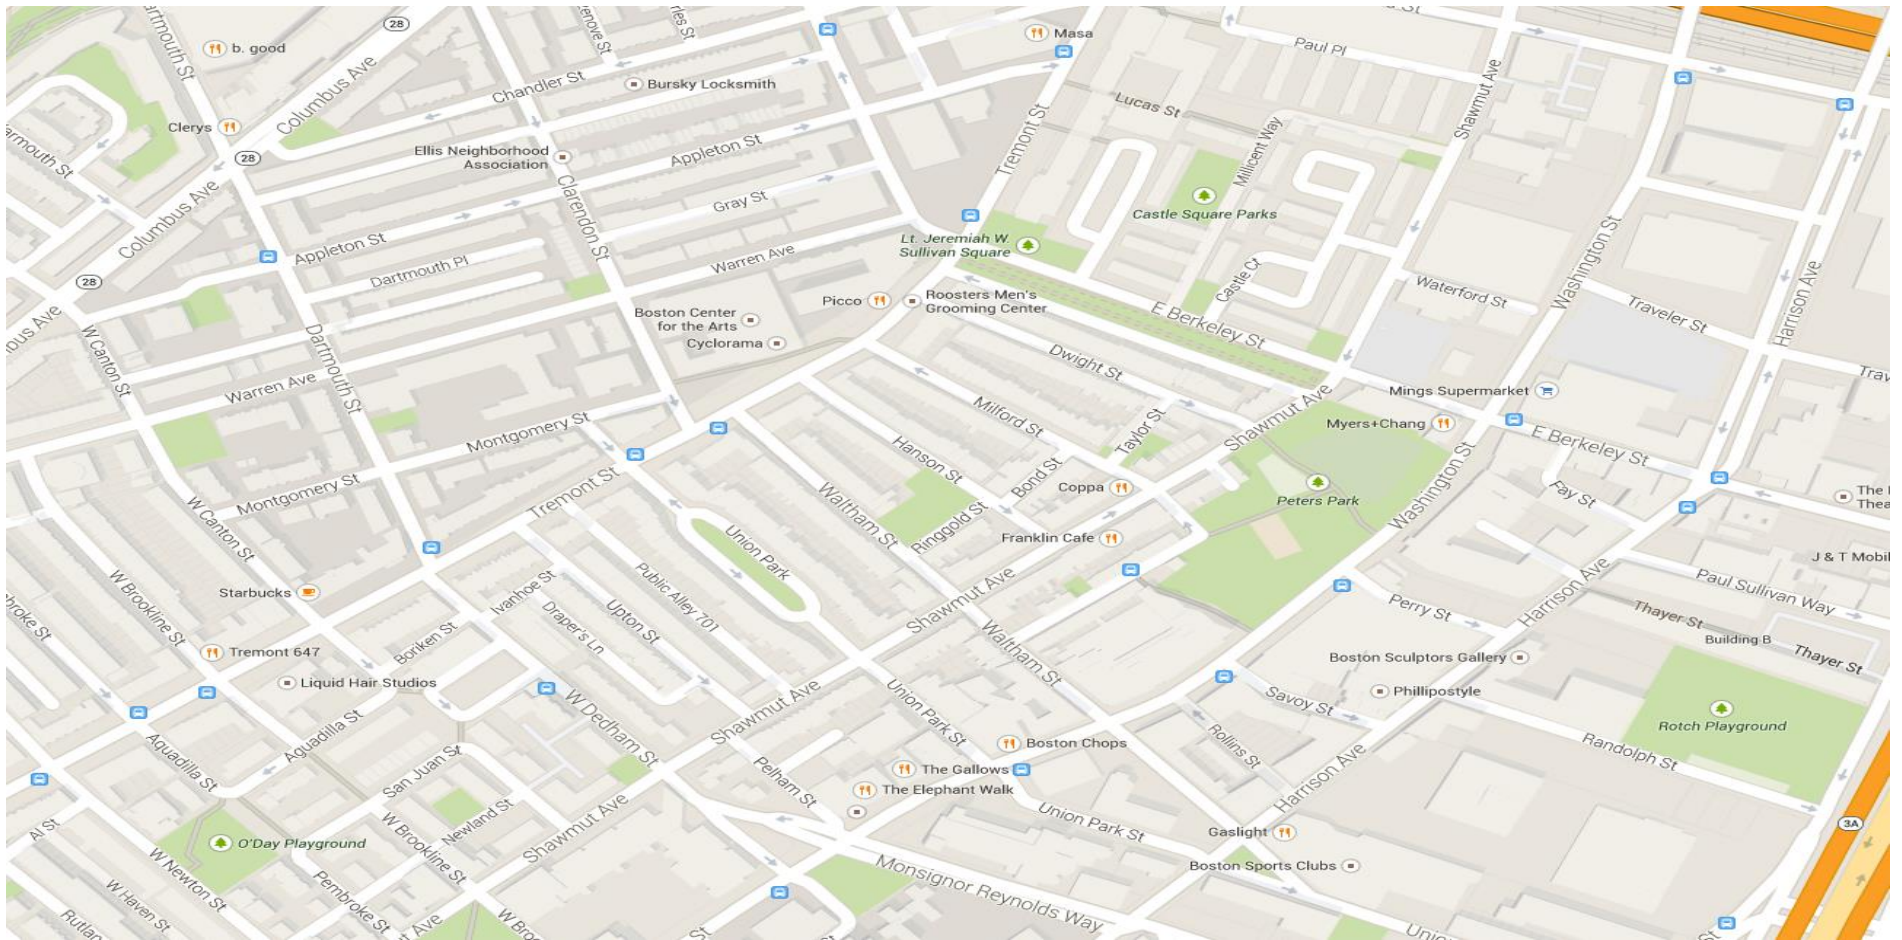 28
b. good
Clerys
Columbus Ave
28
Chandler St
Bursky Locksmith
Masa
Paul Pl
Shawmut Ave
Lucas St
Millicent Way
Tremont St
Ellis Neighborhood
Association
Appleton St
Clarendon St
Gray St
Castle Square Parks
Lt. Jeremiah W.
Sullivan Square
Columbus Ave
Appleton St
Dartmouth Pl
Warren Ave
28
Castle Ct
Waterford St
Washington St
Traveler St
Harrison Ave
Picco
Roosters Men's
Grooming Center
Boston Center
for the Arts
Cyclorama
E Berkeley St
W Canton St
Dartmouth St
Warren Ave
Dwight St
Mings Supermarket
Myers+Chang
Milford St
Taylor St
Shawmut Ave
E Berkeley St
Montgomery St
Hanson St
Bond St
Coppa
Peters Park
Washington St
Fay St
Montgomery St
W Canton St
Tremont St
Union Park
Waltham St
Ringgold St
Franklin Cafe
J & T Mobil
Starbucks
W Brookline St
Ivanhoe St
Draper's Ln
Upton St
Public Alley 701
Shawmut Ave
Waltham St
Perry St
Harrison Ave
Paul Sullivan Way
Thayer St
Building B
Thayer St
Tremont 647
Boriken St
Liquid Hair Studios
Boston Sculptors Gallery
Phillipostyle
Rotch Playground
Aguadilla St
Aquadilla St
W Dedham St
Shawmut Ave
Union Park St
Savoy St
Rollins St
Randolph St
San Juan St
Pelham St
Boston Chops
The Gallows
The Elephant Walk
Harrison Ave
Union Park St
Gaslight
Boston Sports Clubs
3A
Al St
O'Day Playground
W Newton St
W Haven St
Pembroke St
W Brookline St
Newland St
Shawmut Ave
Monsignor Reynolds Way